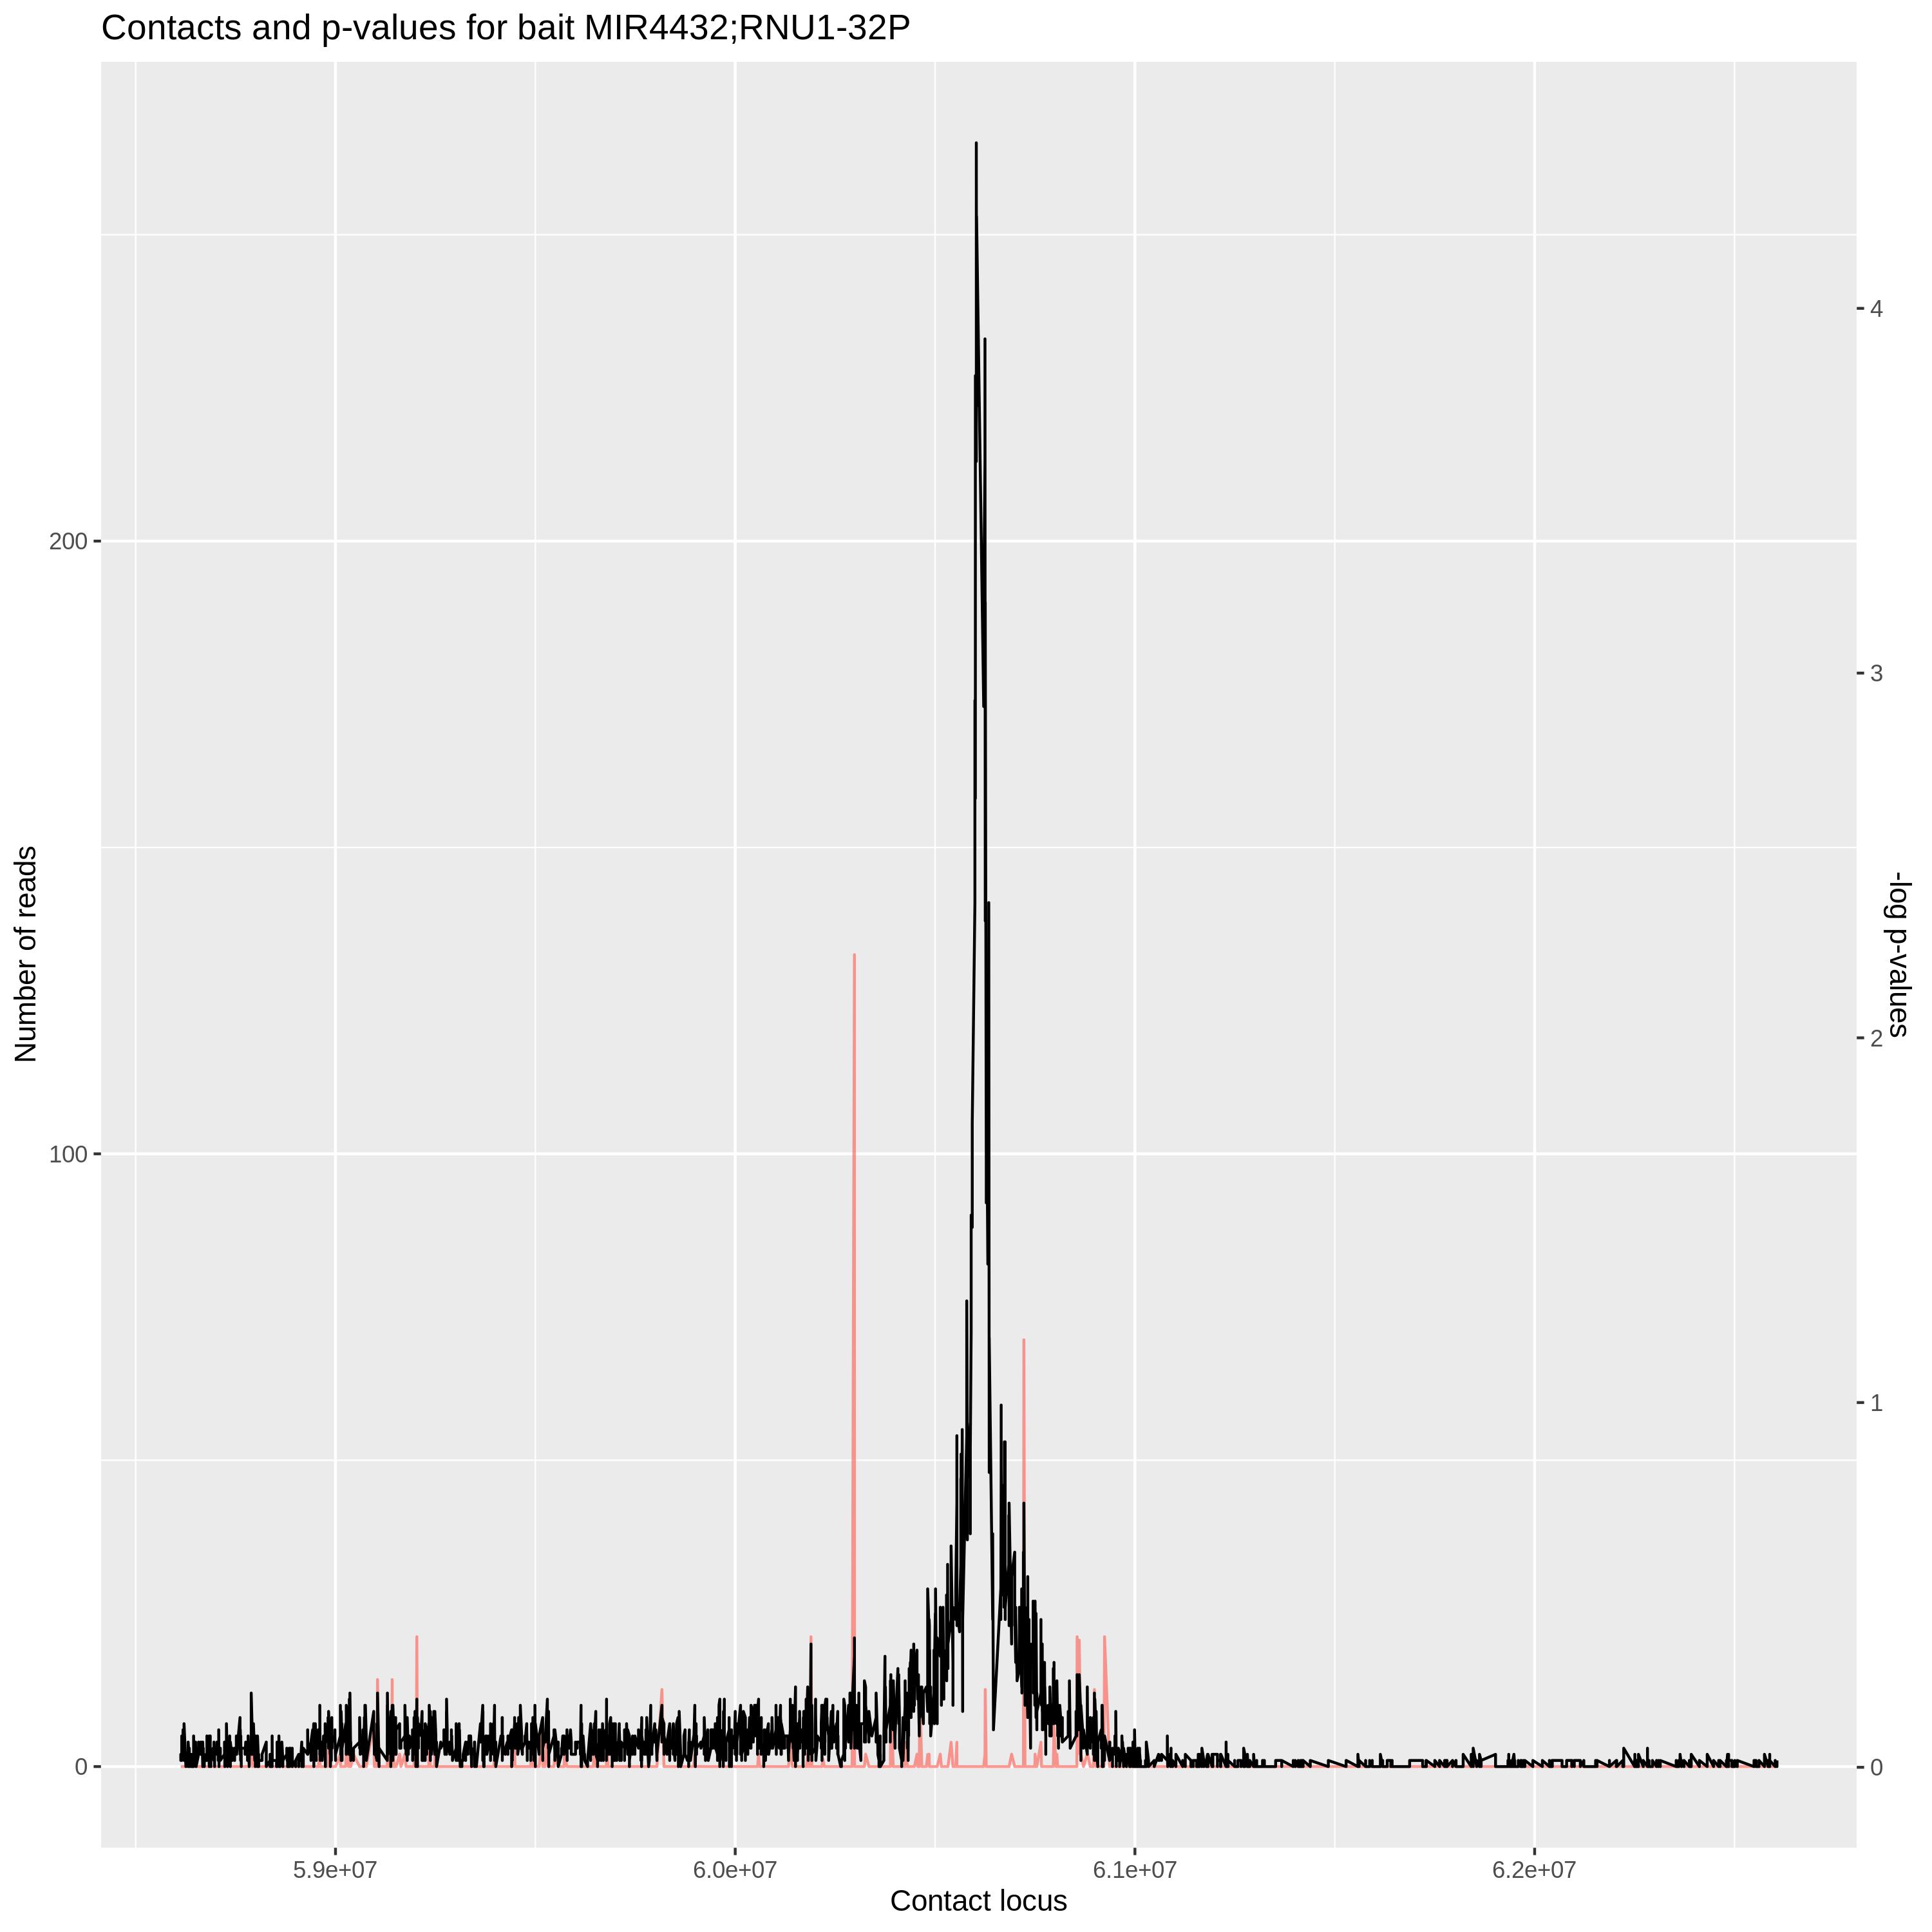 Contacts and p-values for bait MIR4432;RNU1-32P
Number of reads
200
100
0
4
3
2
1
0
-log p-values
5.9e+07
6.0e+07
6.1e+07
6.2e+07
Contact locus